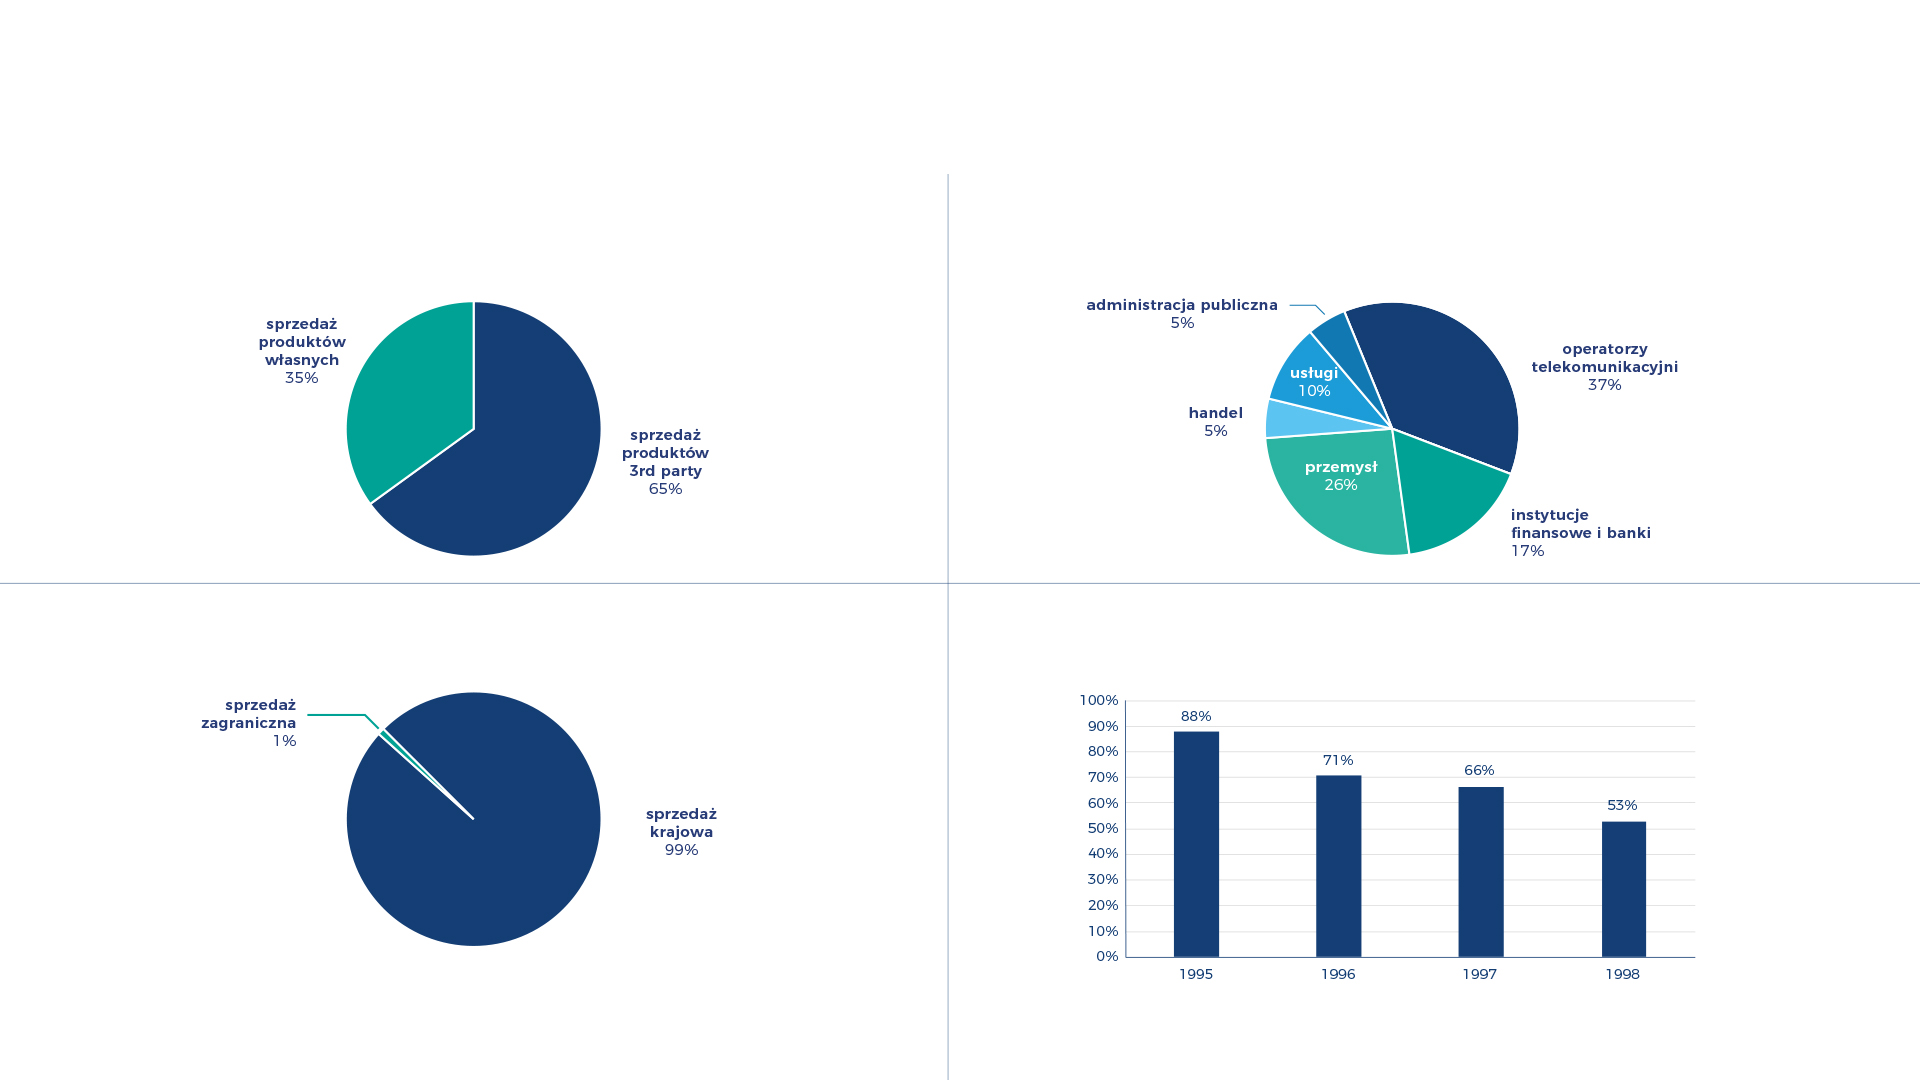 sprzedaż
produktów
własnych
35%
sprzedaż
produktów
3rd party
65%
administracja publiczna
5%
usługi
10%
handel
5%
przemysł
26%
operatorzy
telekomunikacyjni
37%
instytucje
finansowe i banki
17%
sprzedaż
zagraniczna
1%
sprzedaż
krajowa
99%
100%
90%
80%
70%
60%
50%
40%
30%
20%
10%
0%
88%
71%
66%
53%
1995
1996
1997
1998